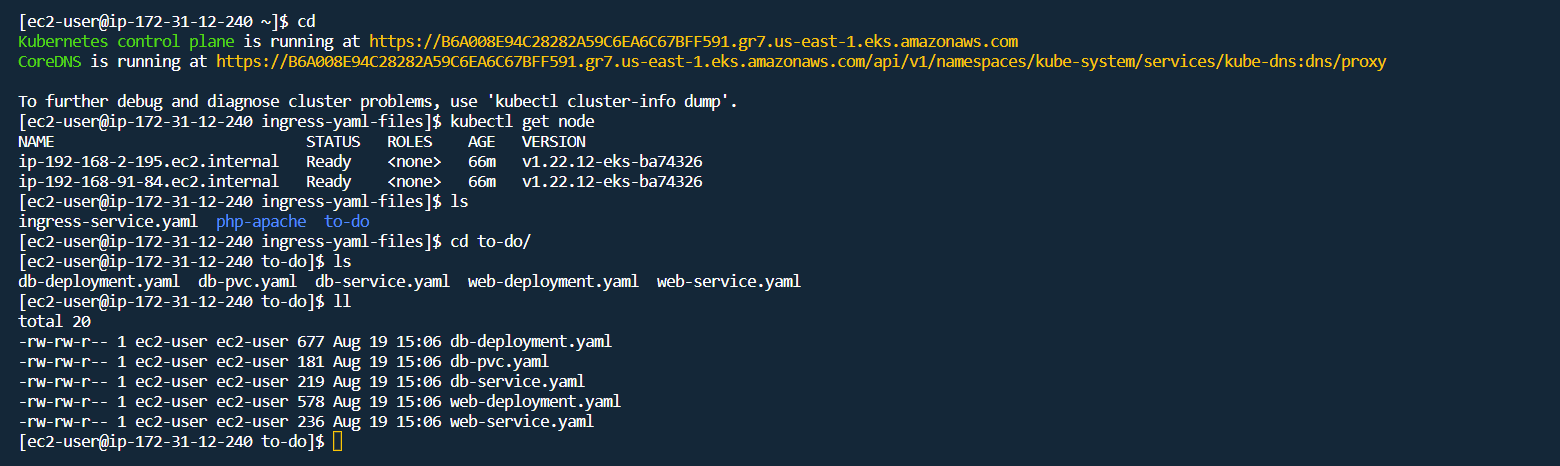 [ec2-user@ip-172-31-12-240 ~]$ cd
Kubernetes control plane is running at https://B6A008E94C28282A59C6EA6C67BFF591.gr7.us-east-1.eks.amazonaws.com
CoreDNS is running at https://B6A008E94C28282A59C6EA6C67BFF591.gr7.us-east-1.eks.amazonaws.com/api/v1/namespaces/kube-system/services/kube-dns:dns/proxy

To further debug and diagnose cluster problems, use 'kubectl cluster-info dump'.
[ec2-user@ip-172-31-12-240 ingress-yaml-files]$ kubectl get node
NAME                            STATUS   ROLES    AGE   VERSION
ip-192-168-2-195.ec2.internal   Ready    <none>   66m   v1.22.12-eks-ba74326
ip-192-168-91-84.ec2.internal   Ready    <none>   66m   v1.22.12-eks-ba74326
[ec2-user@ip-172-31-12-240 ingress-yaml-files]$ ls
ingress-service.yaml  php-apache  to-do
[ec2-user@ip-172-31-12-240 ingress-yaml-files]$ cd to-do/
[ec2-user@ip-172-31-12-240 to-do]$ ls
db-deployment.yaml  db-pvc.yaml  db-service.yaml  web-deployment.yaml  web-service.yaml
[ec2-user@ip-172-31-12-240 to-do]$ ll
total 20
-rw-rw-r-- 1 ec2-user ec2-user 677 Aug 19 15:06 db-deployment.yaml
-rw-rw-r-- 1 ec2-user ec2-user 181 Aug 19 15:06 db-pvc.yaml
-rw-rw-r-- 1 ec2-user ec2-user 219 Aug 19 15:06 db-service.yaml
-rw-rw-r-- 1 ec2-user ec2-user 578 Aug 19 15:06 web-deployment.yaml
-rw-rw-r-- 1 ec2-user ec2-user 236 Aug 19 15:06 web-service.yaml
[ec2-user@ip-172-31-12-240 to-do]$